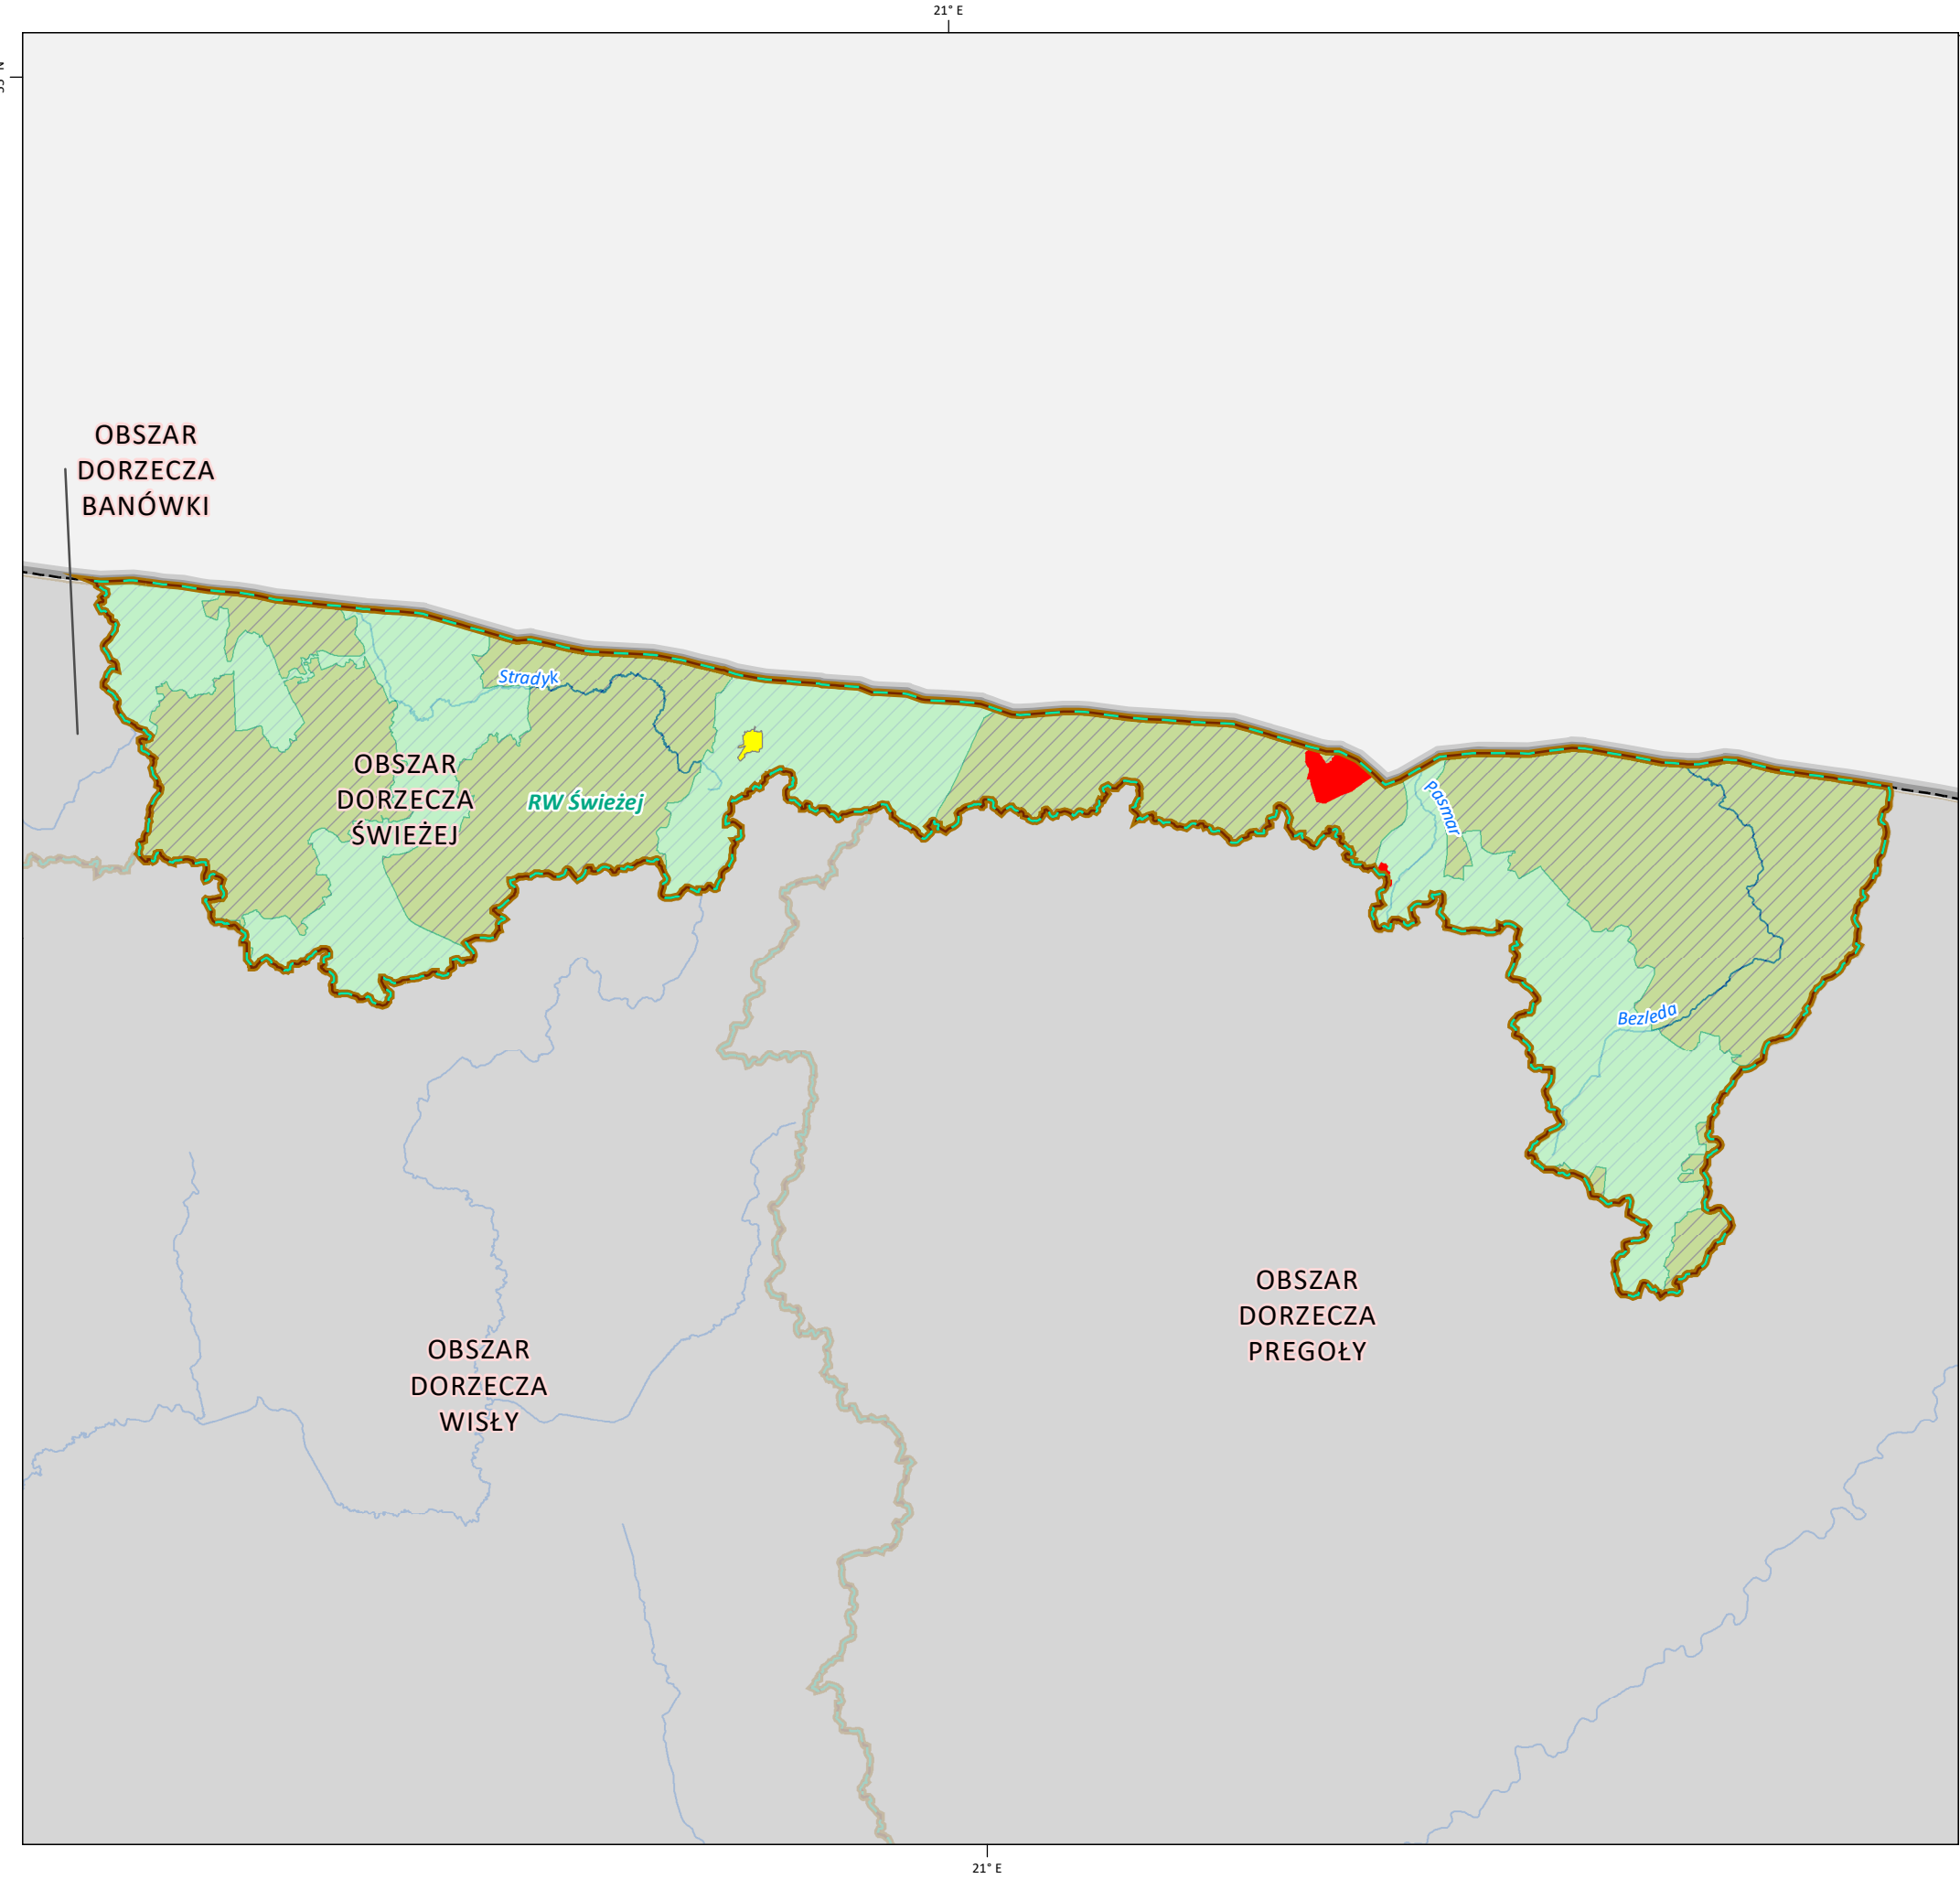 21° E
OBSZAR
DORZECZA
BANÓWKI
Stradyk
OBSZAR
DORZECZA
ŚWIEŻEJ
RW Świeżej
Pasmar
Bezleda
OBSZAR
DORZECZA
PREGOŁY
OBSZAR
DORZECZA
WISŁY
21° E